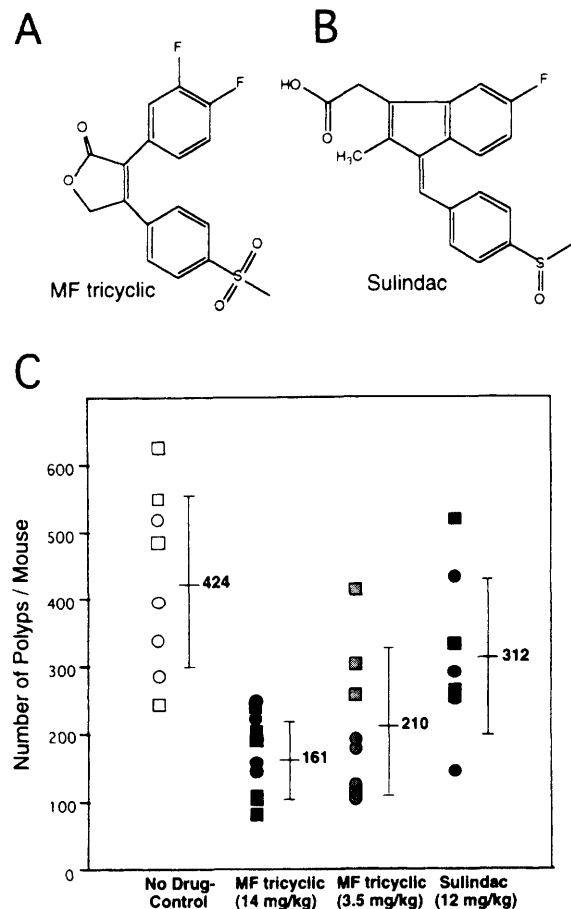 A
B
F
F
O
O
O
S
O
MF tricyclic
HO
O
H₃C
F
S
O
Sulindac
C
Number of Polyps / Mouse
600
500
400
300
200
100
0
424
161
210
312
No Drug-
Control
MF tricyclic
(14 mg/kg)
MF tricyclic
(3.5 mg/kg)
Sulindac
(12 mg/kg)